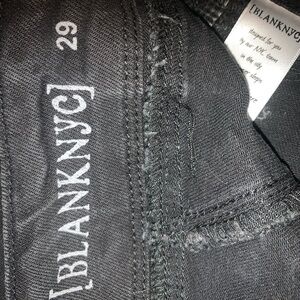 [BLANKNYC]
29
[BLANKNYC]
designed for you
by our NYC team
in the city